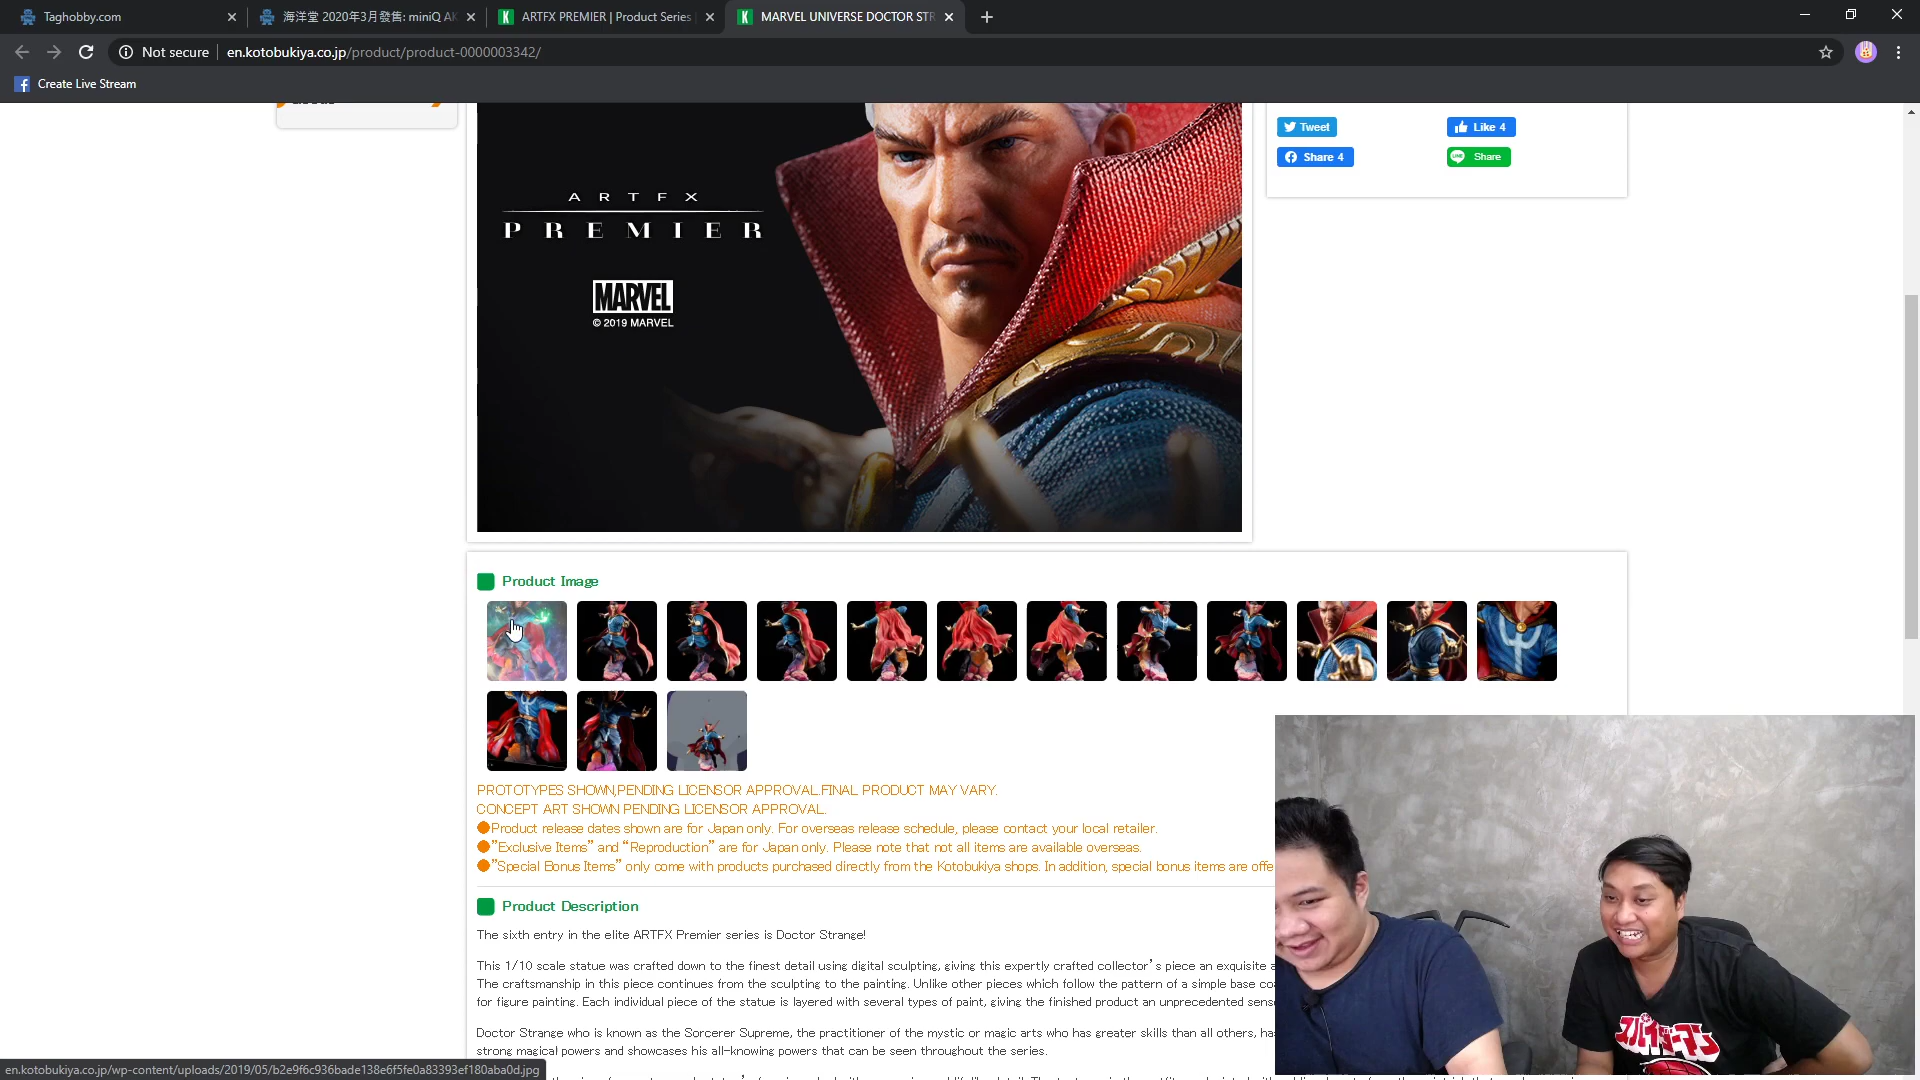 Taghobby.com
海洋堂 2020年3月發售: miniQ AK
ARTFX PREMIER | Product Series
MARVEL UNIVERSE DOCTOR STR
Not secure
en.kotobukiya.co.jp/product/product-0000003342/
Create Live Stream
ARTFX
PREMIER
MARVEL
© 2019 MARVEL
Tweet
Like 4
Share 4
Share
Product Image
PROTOTYPES SHOWN,PENDING LICENSOR APPROVAL.FINAL PRODUCT MAY VARY.
CONCEPT ART SHOWN PENDING LICENSOR APPROVAL.
●Product release dates shown are for Japan only. For overseas release schedule, please contact your local retailer.
●”Exclusive Items” and “Reproduction” are for Japan only. Please note that not all items are available overseas.
●”Special Bonus Items” only come with products purchased directly from the Kotobukiya shops. In addition, special bonus items are offe
Product Description
The sixth entry in the elite ARTFX Premier series is Doctor Strange!
This 1/10 scale statue was crafted down to the finest detail using digital sculpting, giving this expertly crafted collector’s piece an exquisite a
The craftsmanship in this piece continues from the sculpting to the painting. Unlike other pieces which follow the pattern of a simple base coa
for figure painting. Each individual piece of the statue is layered with several types of paint, giving the finished product an unprecedented sense
Doctor Strange who is known as the Sorcerer Supreme, the practitioner of the mystic or magic arts who has greater skills than all others, ha
strong magical powers and showcases his all-knowing powers that can be seen throughout the series.
スパイダーマン
en.kotobukiya.co.jp/wp-content/uploads/2019/05/b2e9f6c936bade138e6f5fe0a83393ef180aba0d.jpg